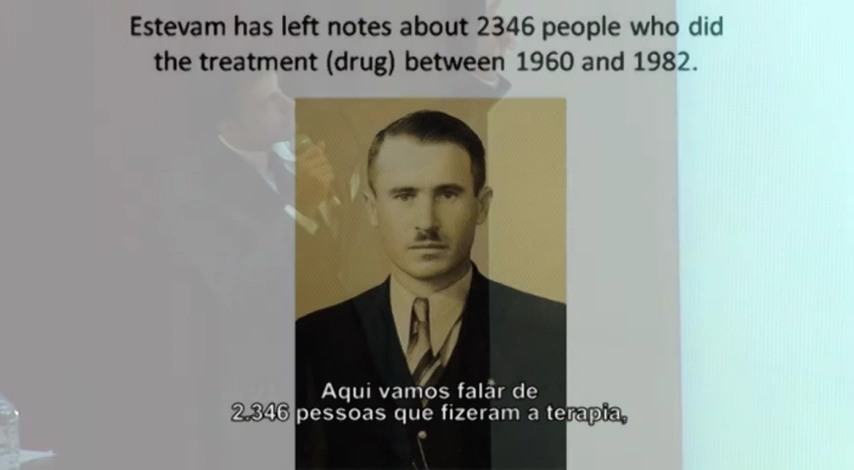 Estevam has left notes about 2346 people who did
the treatment (drug) between 1960 and 1982.
Aqui vamos falar de
2.346 pessoas que fizeram a terapia,